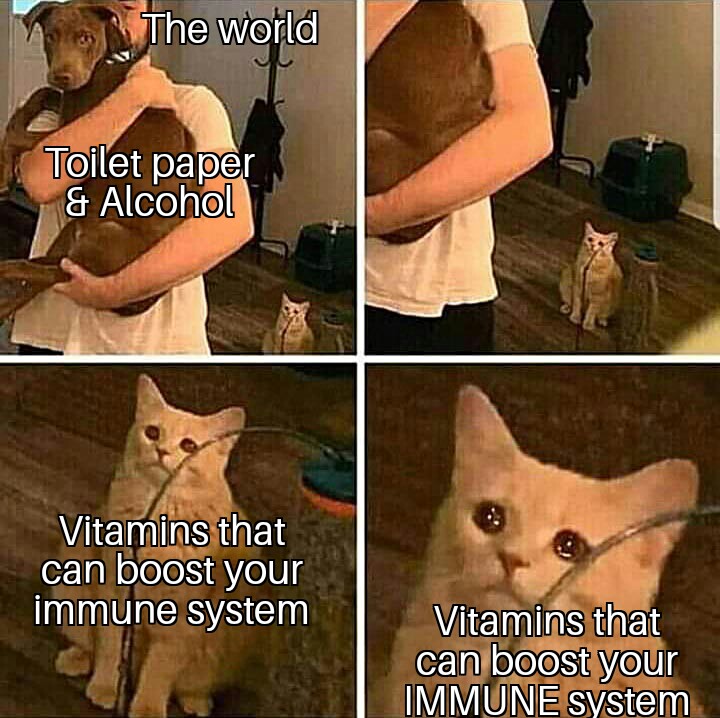 The world
Toilet paper
& Alcohol
Vitamins that
can boost your
immune system
Vitamins that
can boost your
IMMUNE system